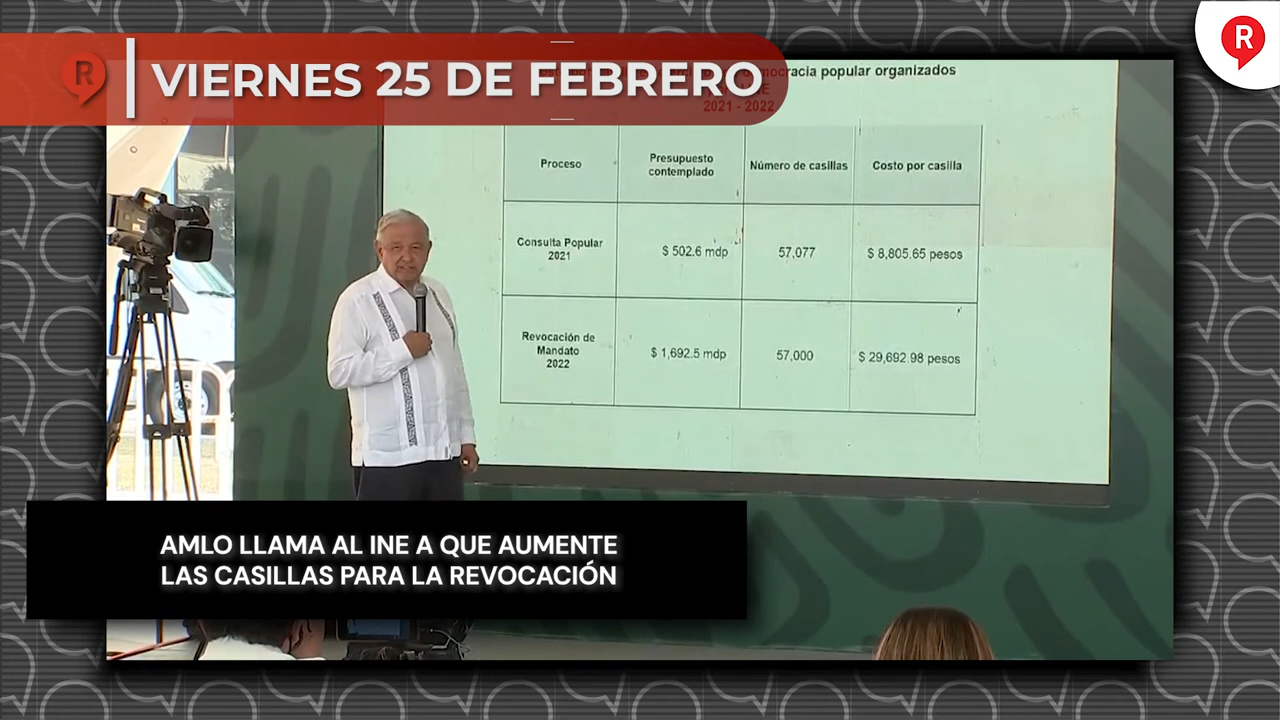 R
R
VIERNES 25 DE FEBRERO
democracia popular organizados
2021 - 2022
Proceso
Presupuesto
contemplado
Número de casillas
Costo por casilla
Consulta Popular
2021
$ 502.6 mdp
57,077
$ 8,805.65 pesos
Revocación de
Mandato
2022
$ 1,692.5 mdp
57,000
$ 29,692.98 pesos
AMLO LLAMA AL INE A QUE AUMENTE
LAS CASILLAS PARA LA REVOCACIÓN